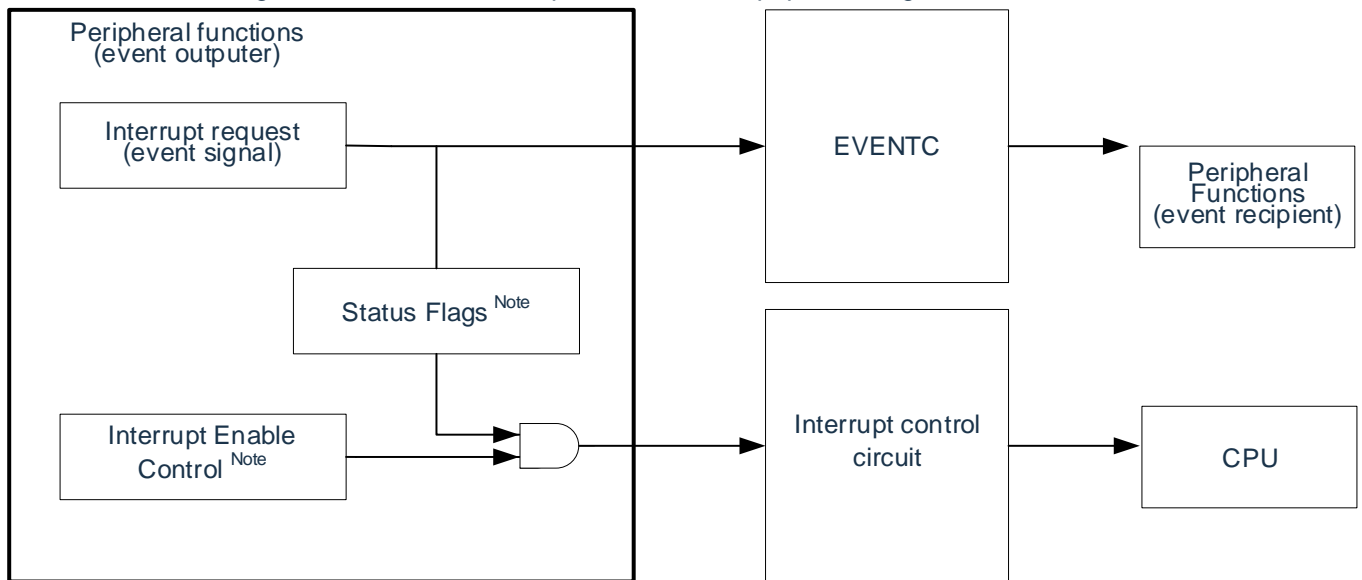 Peripheral functions
(event outputer)
Interrupt request
(event signal)
EVENTC
Peripheral
Functions
(event recipient)
Status Flags Note
Interrupt Enable
Control Note
Interrupt control
circuit
CPU